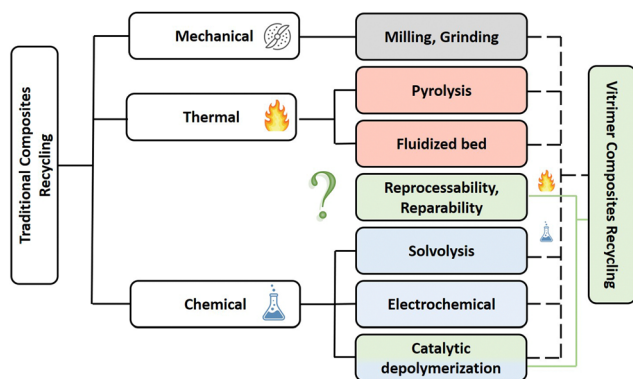 Traditional Composites
Recycling
Mechanical
Thermal
Chemical
Milling, Grinding
Pyrolysis
Fluidized bed
?
Reprocessability,
Reparability
Solvolysis
Electrochemical
Catalytic
depolymerization
Vitrimer Composites Recycling